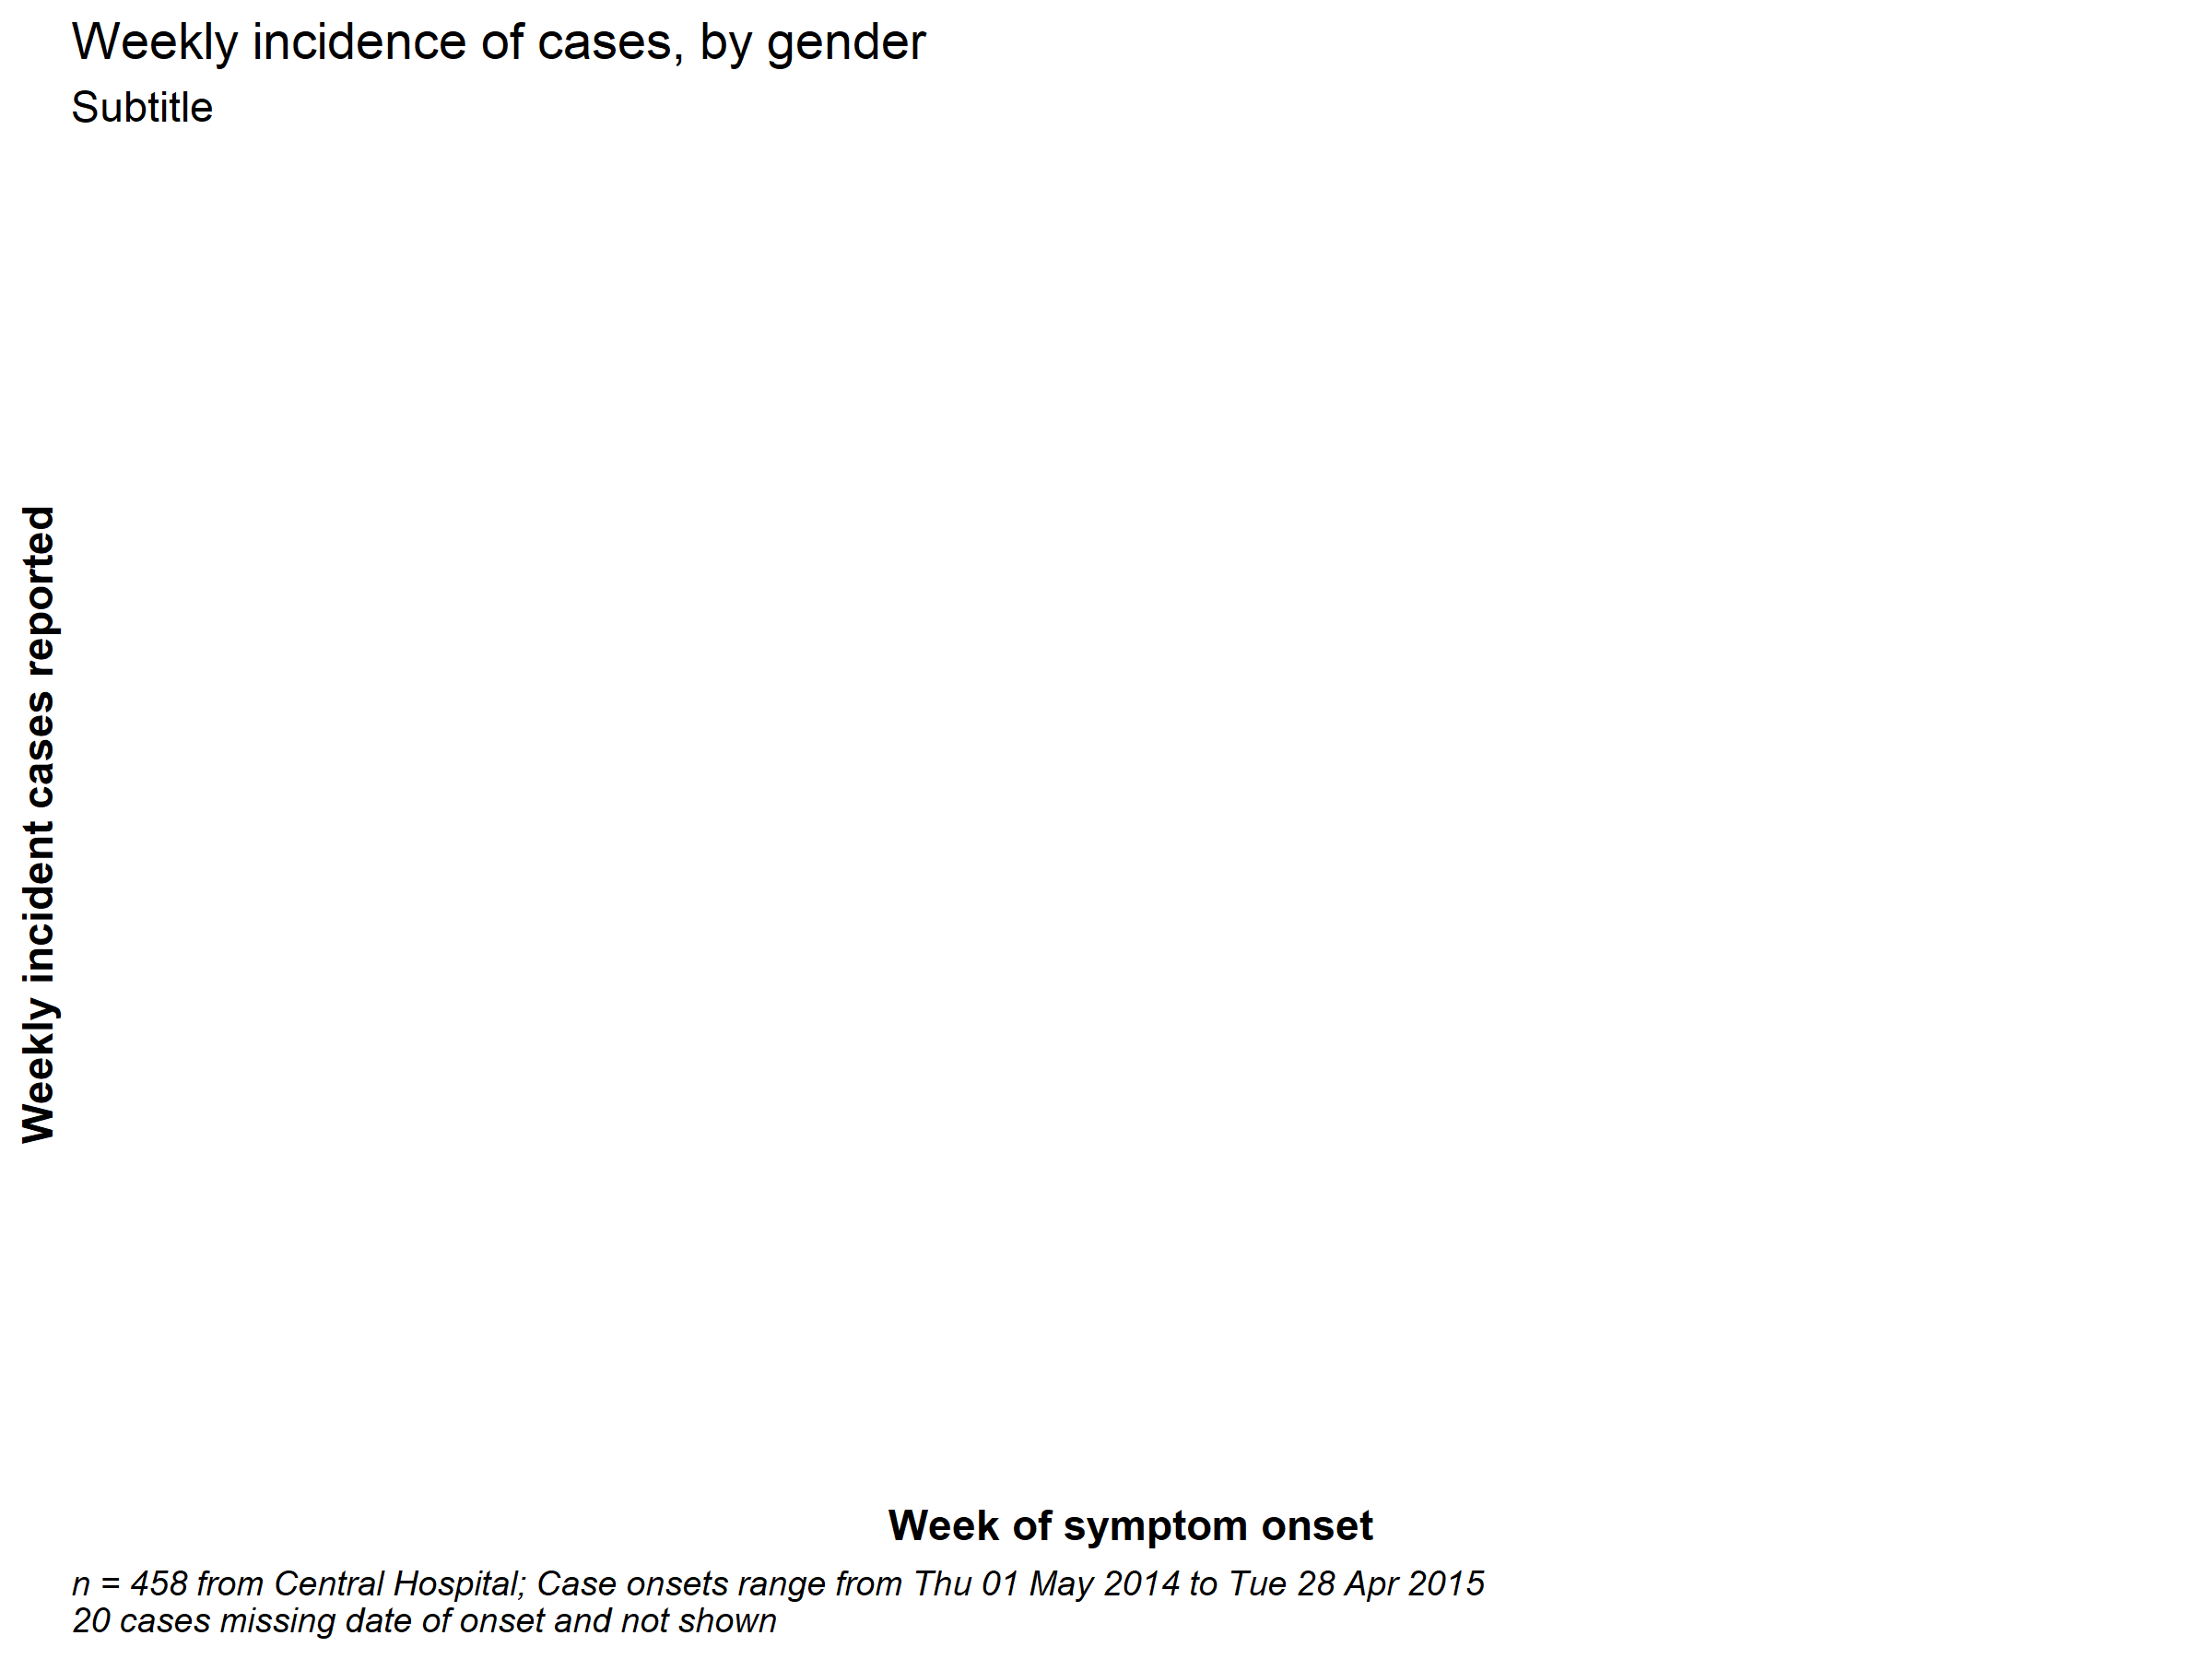 Weekly incidence of cases, by gender
Subtitle
Weekly incident cases reported
Week of symptom onset
n = 458 from Central Hospital; Case onsets range from Thu 01 May 2014 to Tue 28 Apr 2015
20 cases missing date of onset and not shown